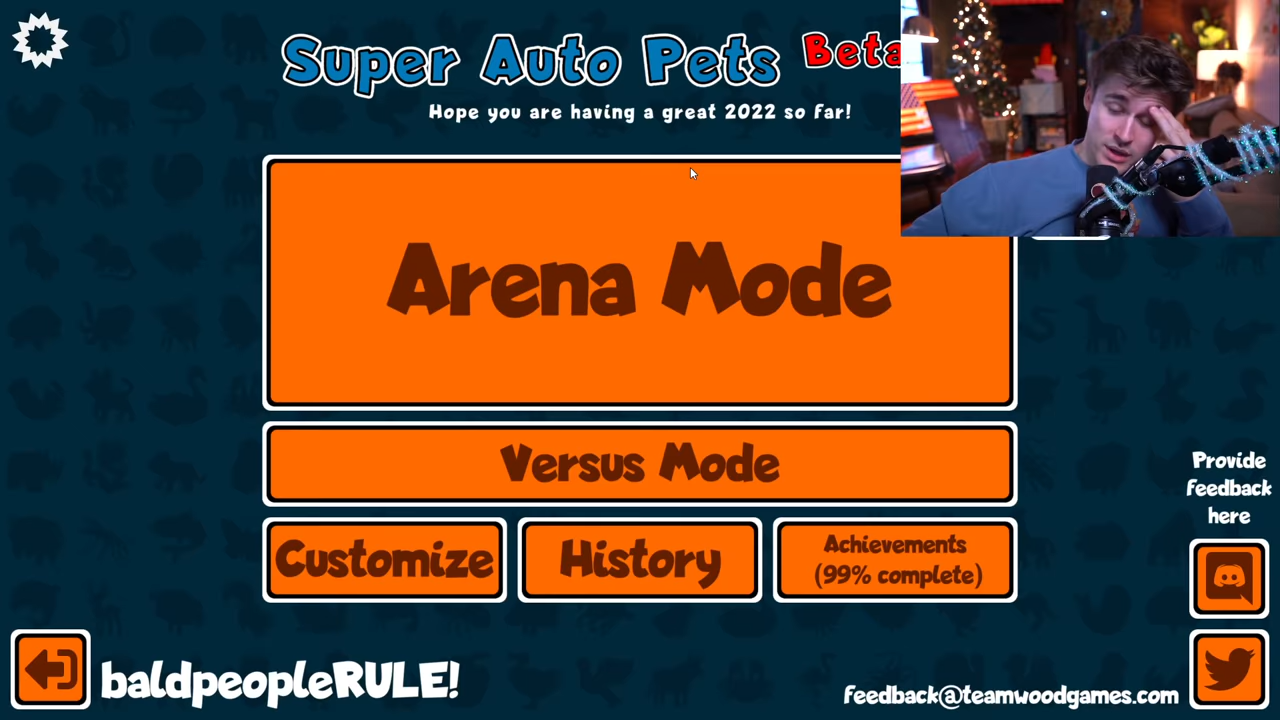 Super Auto Pets Beta
Hope you are having a great 2022 so far!
Arena Mode
Versus Mode
Customize
History
Achievements
(99% complete)
Provide
feedback
here
baldpeopleRULE!
feedback@teamwoodgames.com